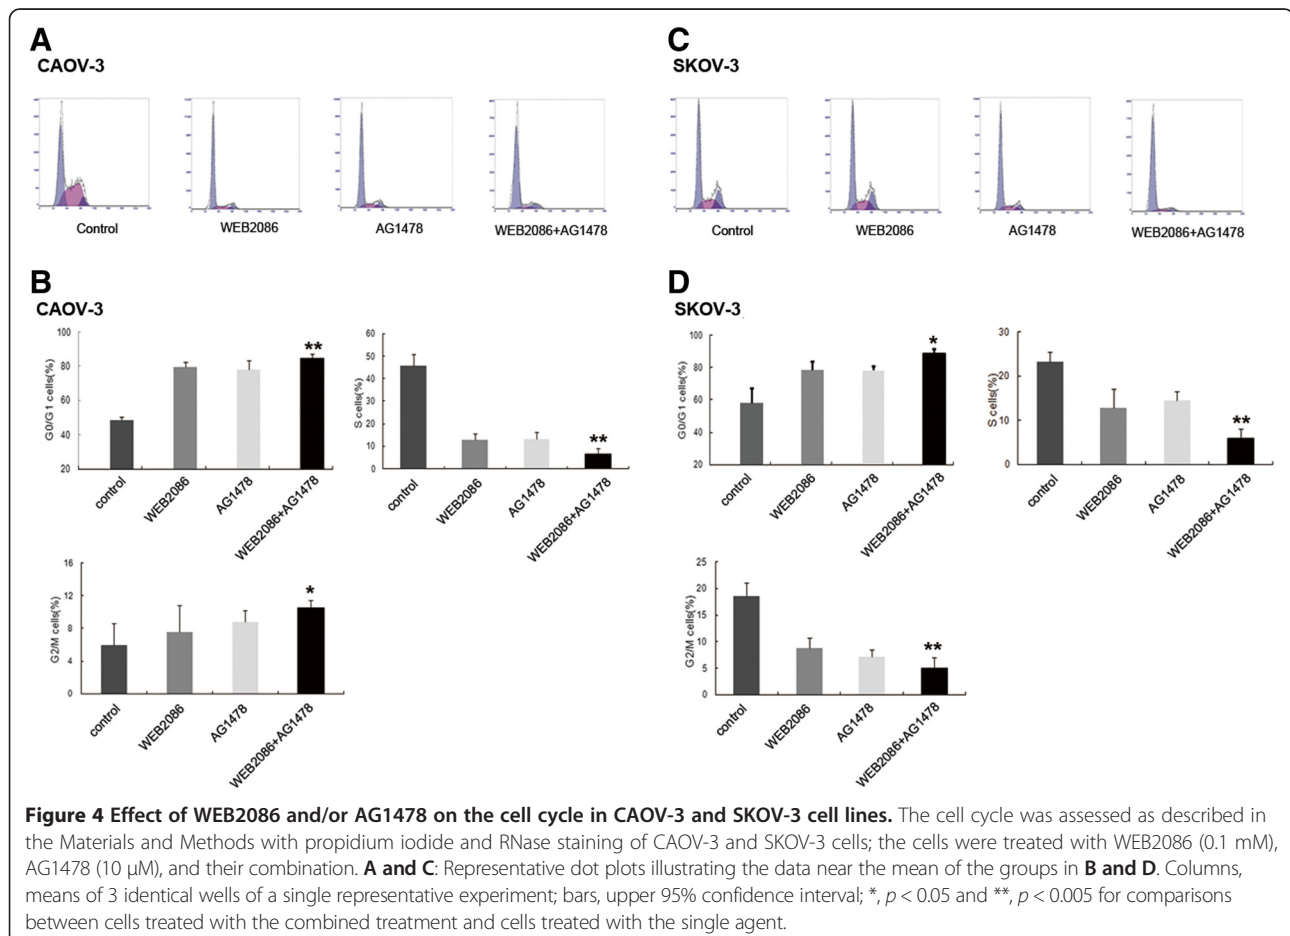 A
CAOV-3
Control
WEB2086
AG1478
WEB2086+AG1478
C
SKOV-3
Control
WEB2086
AG1478
WEB2086+AG1478
B
CAOV-3
G0/G1 cells(%)
100
80
60
40
20
**
control
WEB2086
AG1478
WEB2086+AG1478
S cells(%)
60
50
40
30
20
10
0
**
control
WEB2086
AG1478
WEB2086+AG1478
G2/M cells(%)
16
12
8
4
0
*
control
WEB2086
AG1478
WEB2086+AG1478
D
SKOV-3
G0/G1 cells(%)
100
80
60
40
20
*
control
WEB2086
AG1478
WEB2086+AG1478
S cells(%)
30
20
10
0
**
control
WEB2086
AG1478
WEB2086+AG1478
G2/M cells(%)
25
20
15
10
5
0
**
control
WEB2086
AG1478
WEB2086+AG1478
Figure 4 Effect of WEB2086 and/or AG1478 on the cell cycle in CAOV-3 and SKOV-3 cell lines. The cell cycle was assessed as described in
the Materials and Methods with propidium iodide and RNase staining of CAOV-3 and SKOV-3 cells; the cells were treated with WEB2086 (0.1 mM),
AG1478 (10 μM), and their combination. A and C: Representative dot plots illustrating the data near the mean of the groups in B and D. Columns,
means of 3 identical wells of a single representative experiment; bars, upper 95% confidence interval; *, p < 0.05 and **, p < 0.005 for comparisons
between cells treated with the combined treatment and cells treated with the single agent.